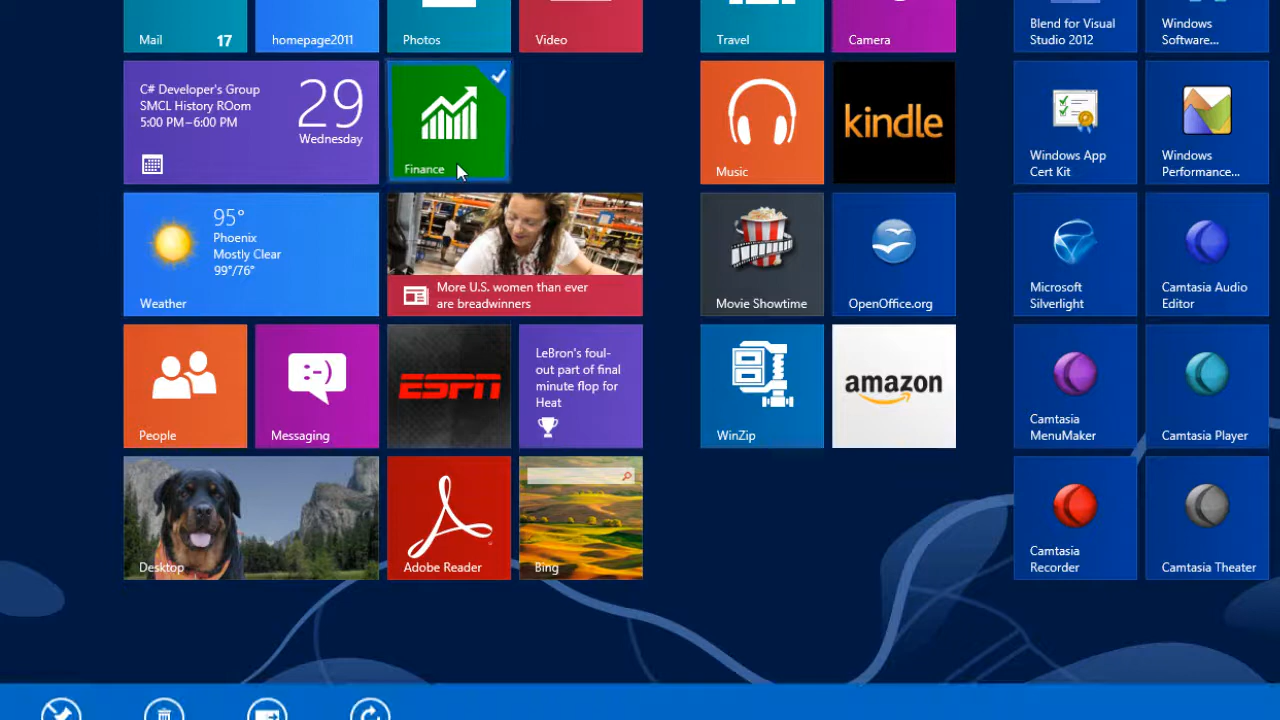 Mail
17
homepage2011
Photos
Video
Travel
Camera
Blend for Visual
Studio 2012
Windows
Software...
C# Developer's Group
SMCL History ROom
5:00 PM–6:00 PM
29
Wednesday
Finance
Music
kindle
Windows App
Cert Kit
Windows
Performance...
95°
Phoenix
Mostly Clear
99°/76°
Weather
More U.S. women than ever
are breadwinners
Movie Showtime
OpenOffice.org
Microsoft
Silverlight
Camtasia Audio
Editor
People
:-)
Messaging
ESPN
LeBron's foul-
out part of final
minute flop for
Heat
WinZip
amazon
Camtasia
MenuMaker
Camtasia Player
Desktop
Adobe Reader
Bing
Camtasia
Recorder
Camtasia Theater